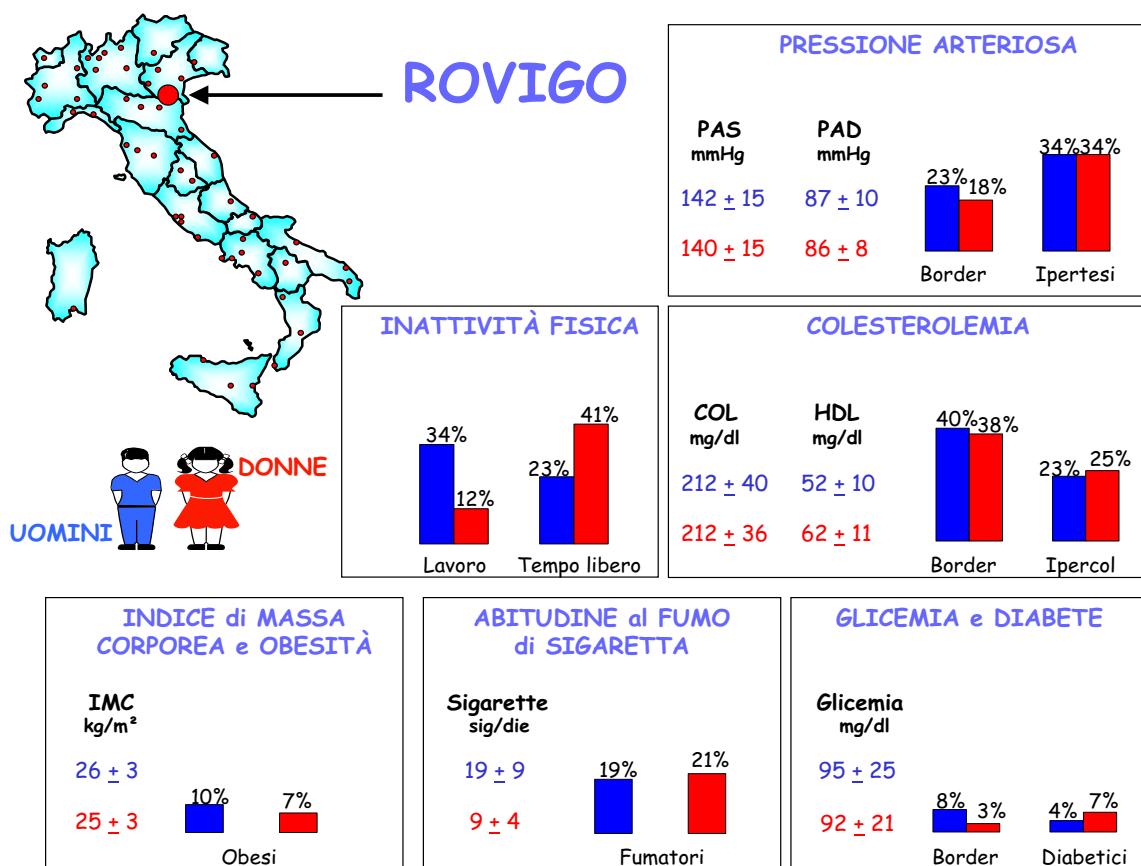 ROVIGO
PRESSIONE ARTERIOSA
PAS PAD
mmHg mmHg
142 ± 15 87 ± 10
140 ± 15 86 ± 8
23% 18% 34% 34%
Border Ipertesi
INATTIVITÀ FISICA
34% 12% 23% 41%
Lavoro Tempo libero
COLESTEROLEMIA
COL HDL
mg/dl mg/dl
212 ± 40 52 ± 10
212 ± 36 62 ± 11
40% 38% 23% 25%
Border Ipercol
DONNE
UOMINI
INDICE di MASSA
CORPOREA e OBESITÀ
IMC
kg/m²
26 ± 3
25 ± 3
10% 7%
Obesi
ABITUDINE al FUMO
di SIGARETTA
Sigarette
sig/die
19 ± 9
9 ± 4
19% 21%
Fumatori
GLICEMIA e DIABETE
Glicemia
mg/dl
95 ± 25
92 ± 21
8% 3% 4% 7%
Border Diabetici